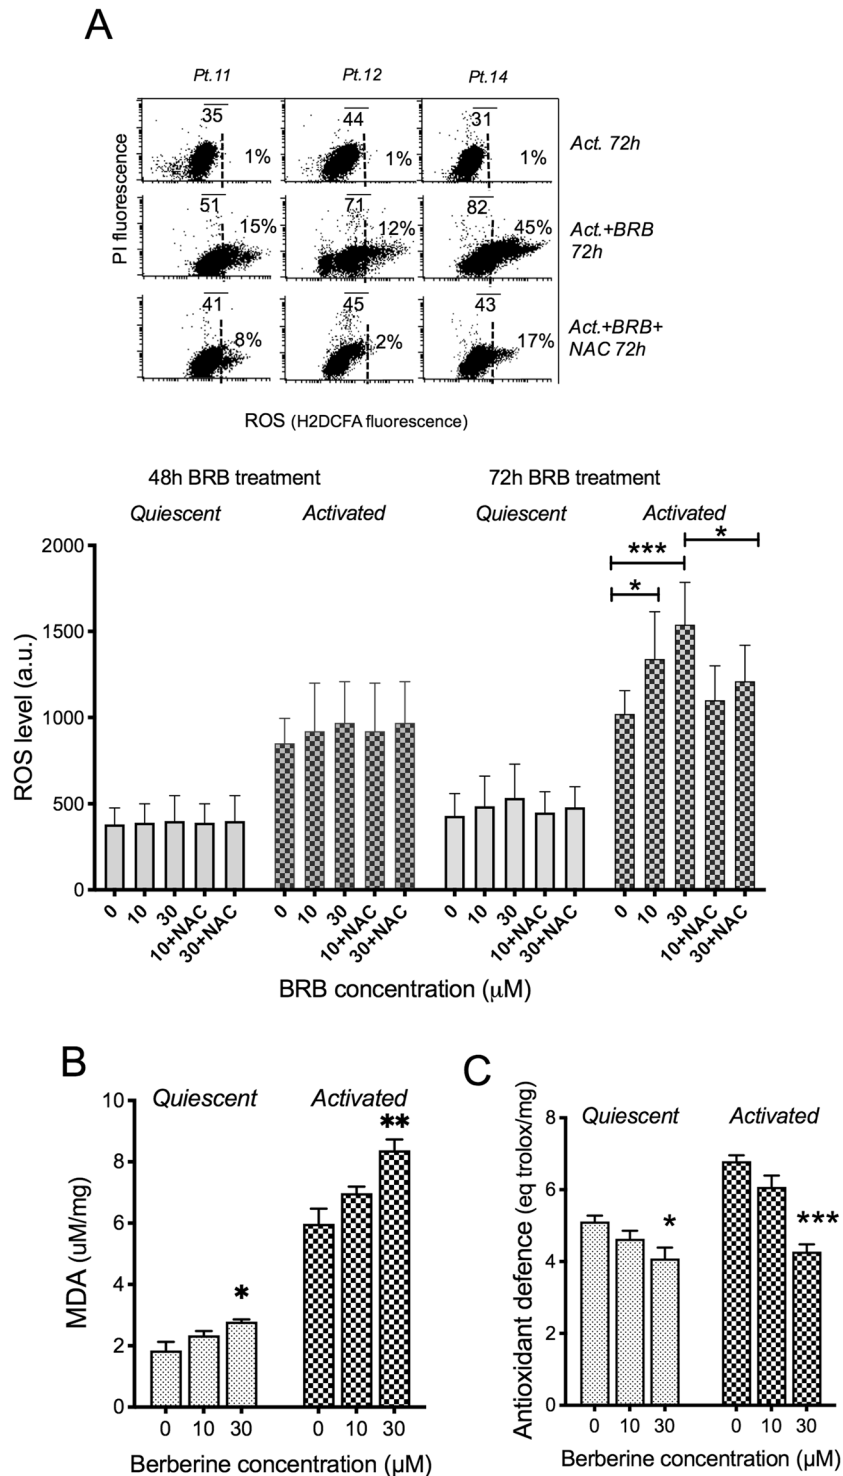 A
Pt.11 Pt.12 Pt.14
PI fluorescence
35 44 31
1% 1% 1%
Act. 72h
51 71 82
15% 12% 45%
Act.+BRB
72h
41 45 43
8% 2% 17%
Act.+BRB+
NAC 72h
ROS (H2DCFA fluorescence)
48h BRB treatment 72h BRB treatment
Quiescent Activated Quiescent Activated
*** *
*
ROS level (a.u.)
2000
1500
1000
500
0
0 10 30 10+NAC 30+NAC 0 10 30 10+NAC 30+NAC 0 10 30 10+NAC 30+NAC 0 10 30 10+NAC 30+NAC
BRB concentration (µM)
B
MDA (uM/mg)
Quiescent Activated
10
8
6
4
2
0
* **
0 10 30 0 10 30
Berberine concentration (µM)
C
Antioxidant defence (eq trolox/mg)
Quiescent Activated
8
6
4
2
0
* ***
0 10 30 0 10 30
Berberine concentration (µM)